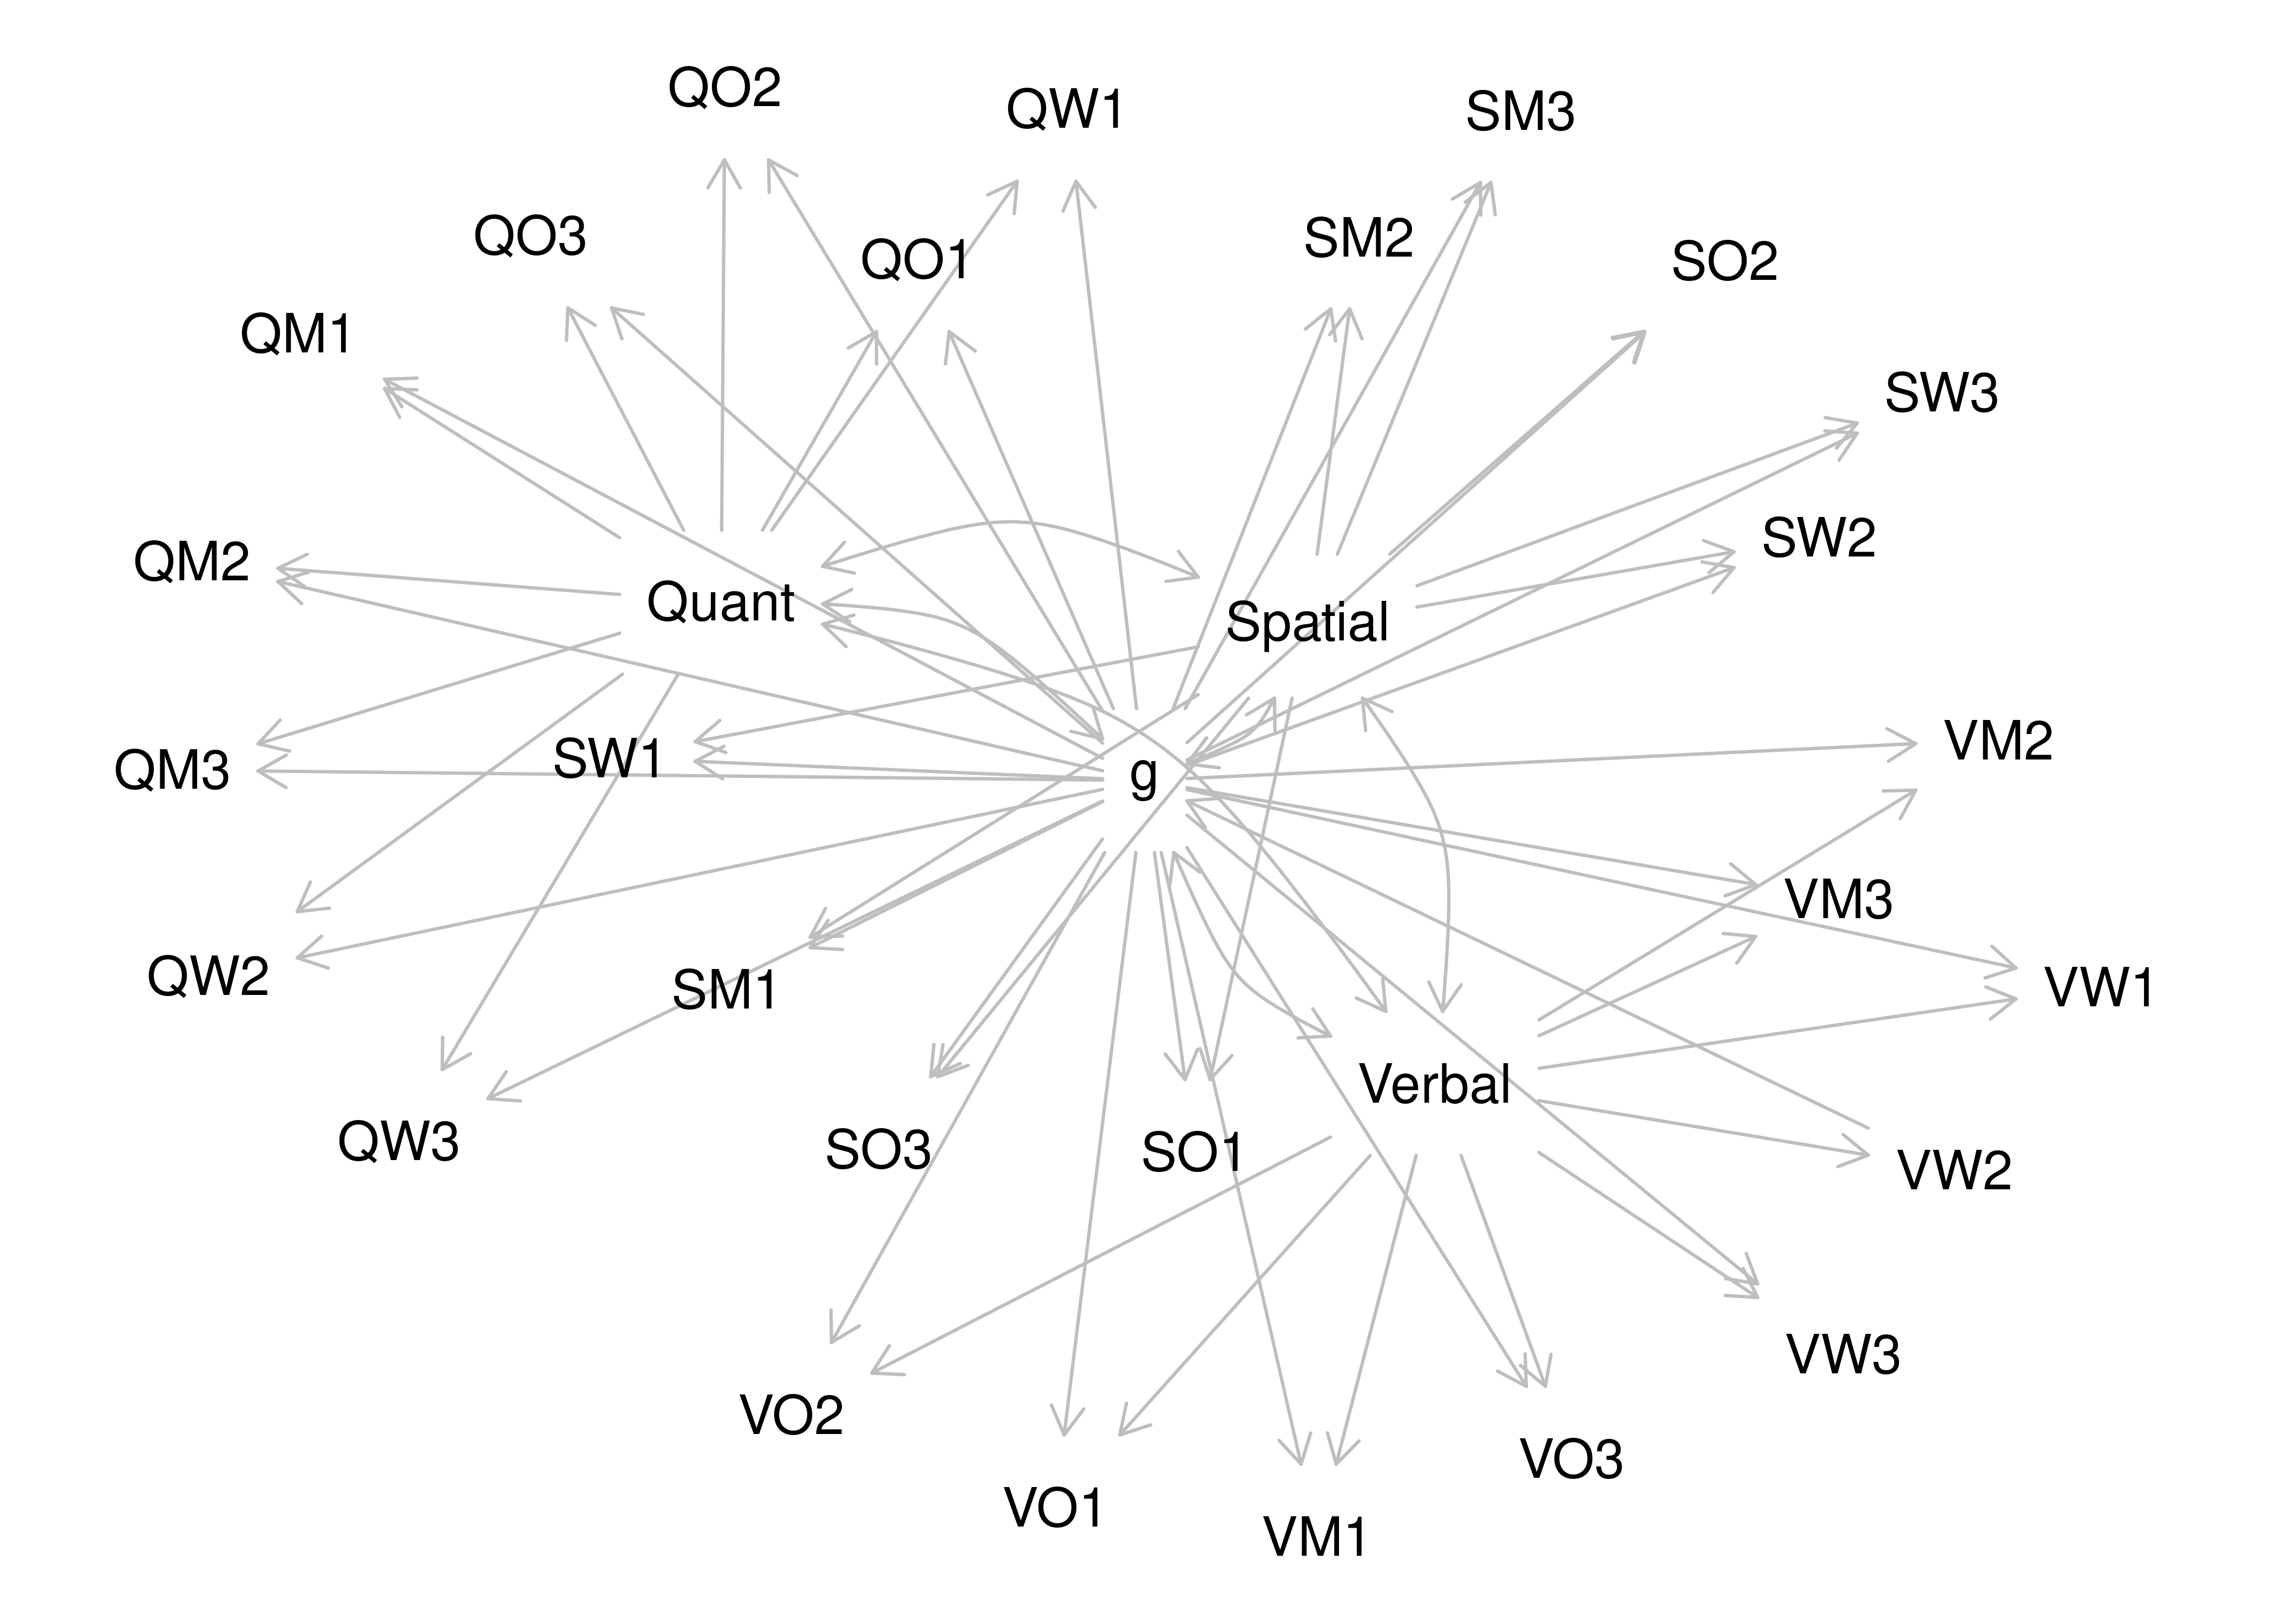 QO2
QW1
SM3
QO3
QO1
SM2
SO2
QM1
SW3
QM2
SW2
Quant
Spatial
QM3
SW1
g
VM2
VM3
QW2
SM1
VW1
Verbal
QW3
SO3
SO1
VW2
VW3
VO2
VO3
VO1
VM1